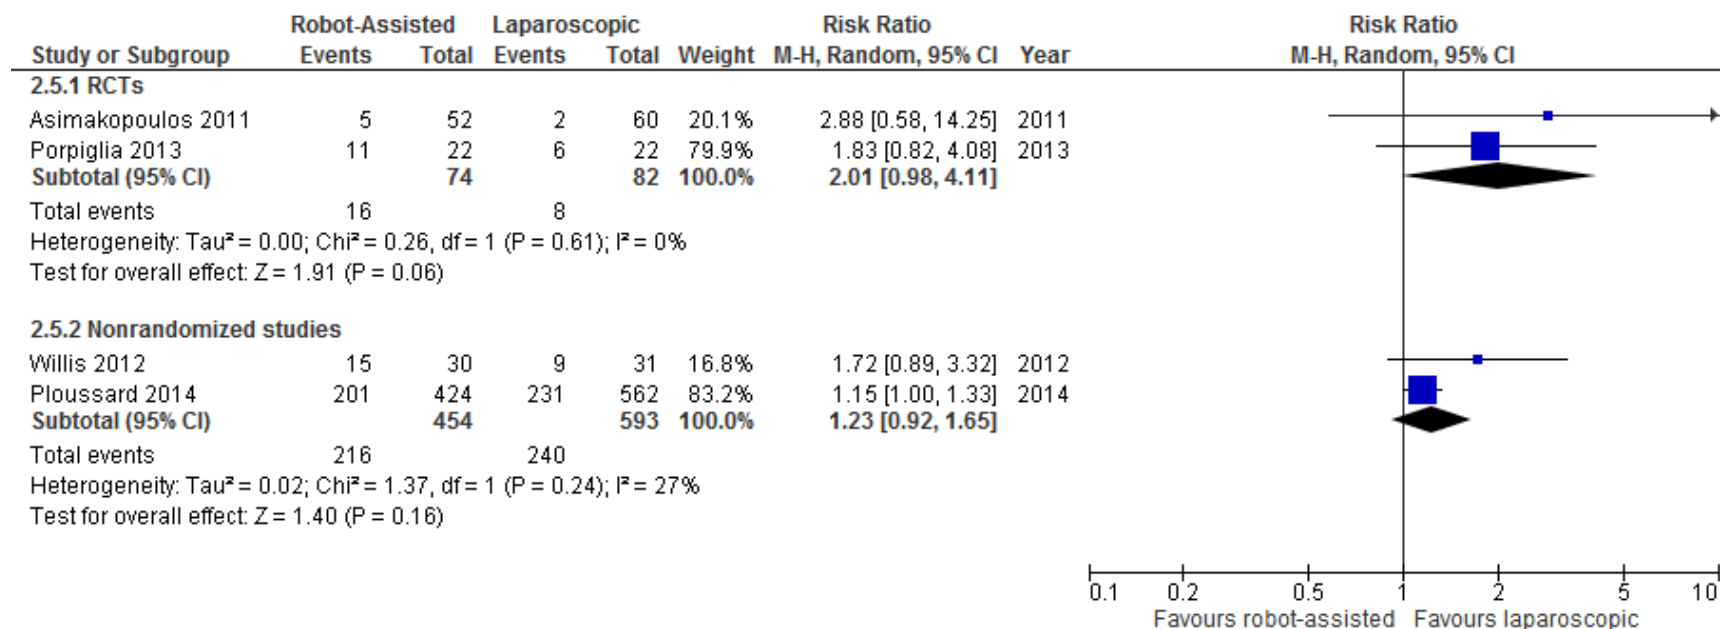 Robot-Assisted Laparoscopic Risk Ratio Risk Ratio
Study or Subgroup Events Total Events Total Weight M-H, Random, 95% CI Year M-H, Random, 95% CI
2.5.1 RCTs
Asimakopoulos 2011 5 52 2 60 20.1% 2.88 [0.58, 14.25] 2011
Porpiglia 2013 11 22 6 22 79.9% 1.83 [0.82, 4.08] 2013
Subtotal (95% CI) 74 82 100.0% 2.01 [0.98, 4.11]
Total events 16 8
Heterogeneity: Tau² = 0.00; Chi² = 0.26, df = 1 (P = 0.61); I² = 0%
Test for overall effect: Z = 1.91 (P = 0.06)
2.5.2 Nonrandomized studies
Willis 2012 15 30 9 31 16.8% 1.72 [0.89, 3.32] 2012
Ploussard 2014 201 424 231 562 83.2% 1.15 [1.00, 1.33] 2014
Subtotal (95% CI) 454 593 100.0% 1.23 [0.92, 1.65]
Total events 216 240
Heterogeneity: Tau² = 0.02; Chi² = 1.37, df = 1 (P = 0.24); I² = 27%
Test for overall effect: Z = 1.40 (P = 0.16)
0.1 0.2 0.5 1 2 5 10
Favours robot-assisted Favours laparoscopic